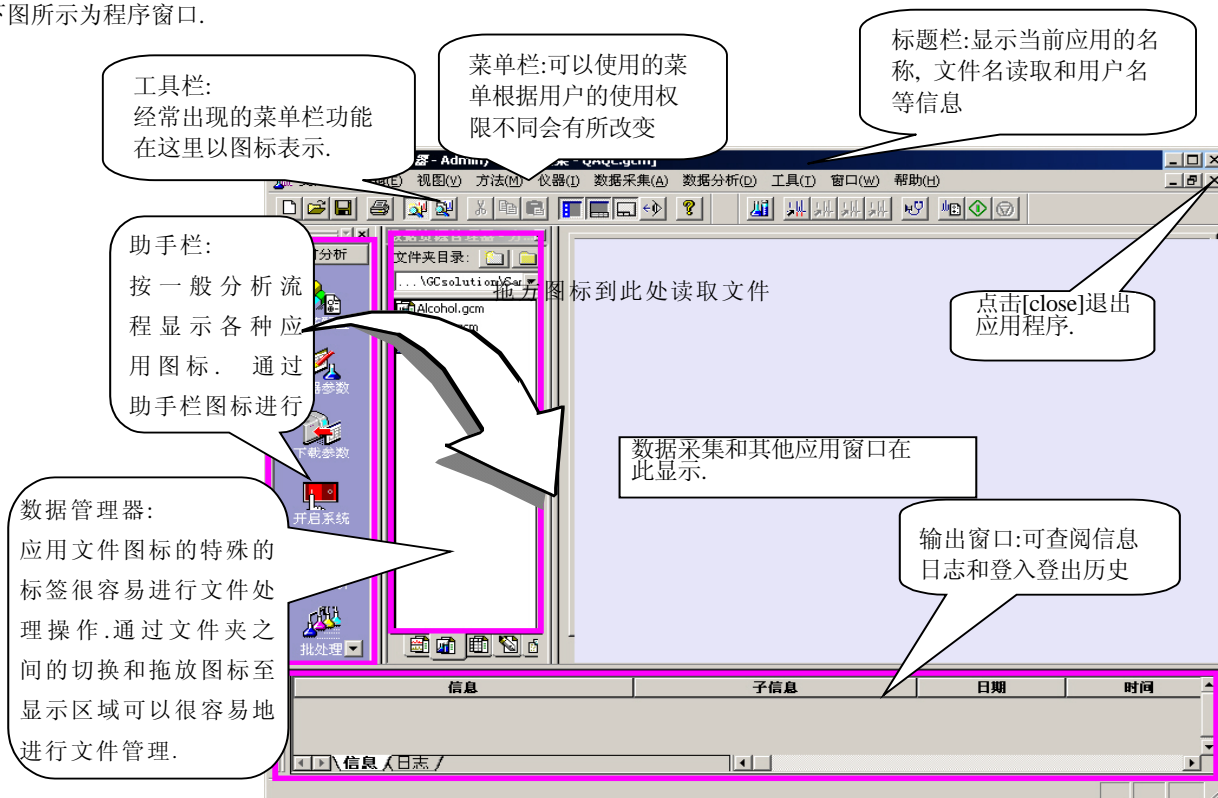 下图所示为程序窗口.
标题栏:显示当前应用的名
称, 文件名读取和用户名
等信息
菜单栏:可以使用的菜
单根据用户的使用权
限不同会有所改变
工具栏:
经常出现的菜单栏功能
在这里以图标表示.
- Admin) - QAQC.gcm]
(E) 视图(V) 方法(M) 仪器(I) 数据采集(A) 数据分析(D) 工具(T) 窗口(W) 帮助(H)
助手栏:
按一般分析流
程显示各种应
用图标. 通过
助手栏图标进行
分析
文件夹目录:
...\GCsolution\Sam
拖方图标到此处读取文件
Alcohol.gcm
点击[close]退出
应用程序.
参数
下载参数
开启系统
批处理
数据采集和其他应用窗口在
此显示.
数据管理器:
应用文件图标的特殊的
标签很容易进行文件处
理操作.通过文件夹之
间的切换和拖放图标至
显示区域可以很容易地
进行文件管理.
输出窗口:可查阅信息
日志和登入登出历史
信息 子信息 日期 时间
信息 日志